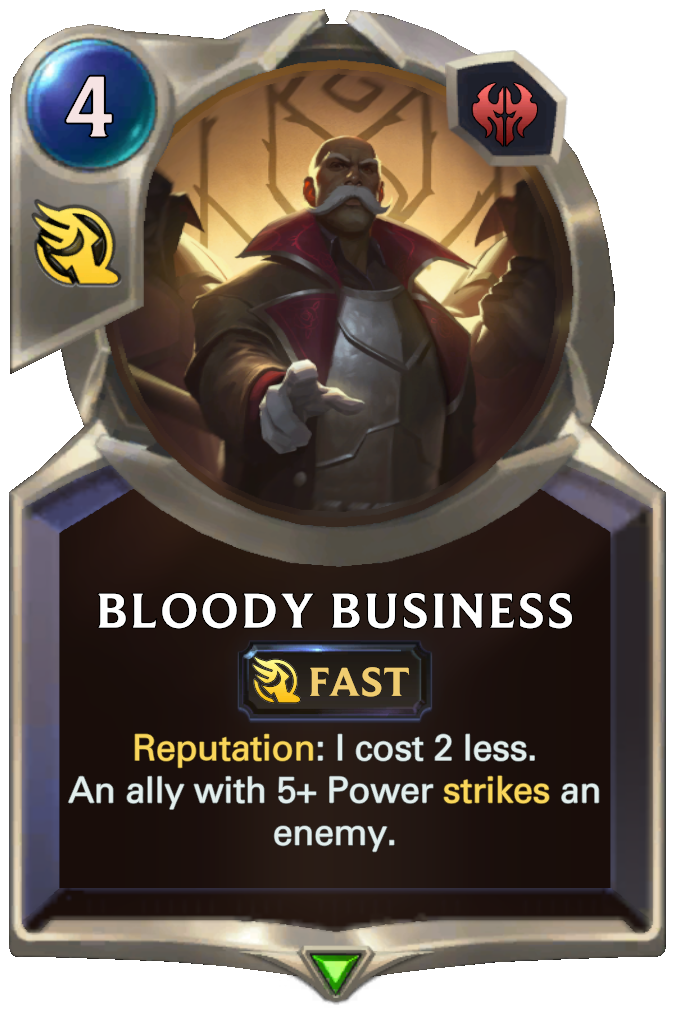 4
BLOODY BUSINESS
FAST
Reputation: I cost 2 less.
An ally with 5+ Power strikes an
enemy.